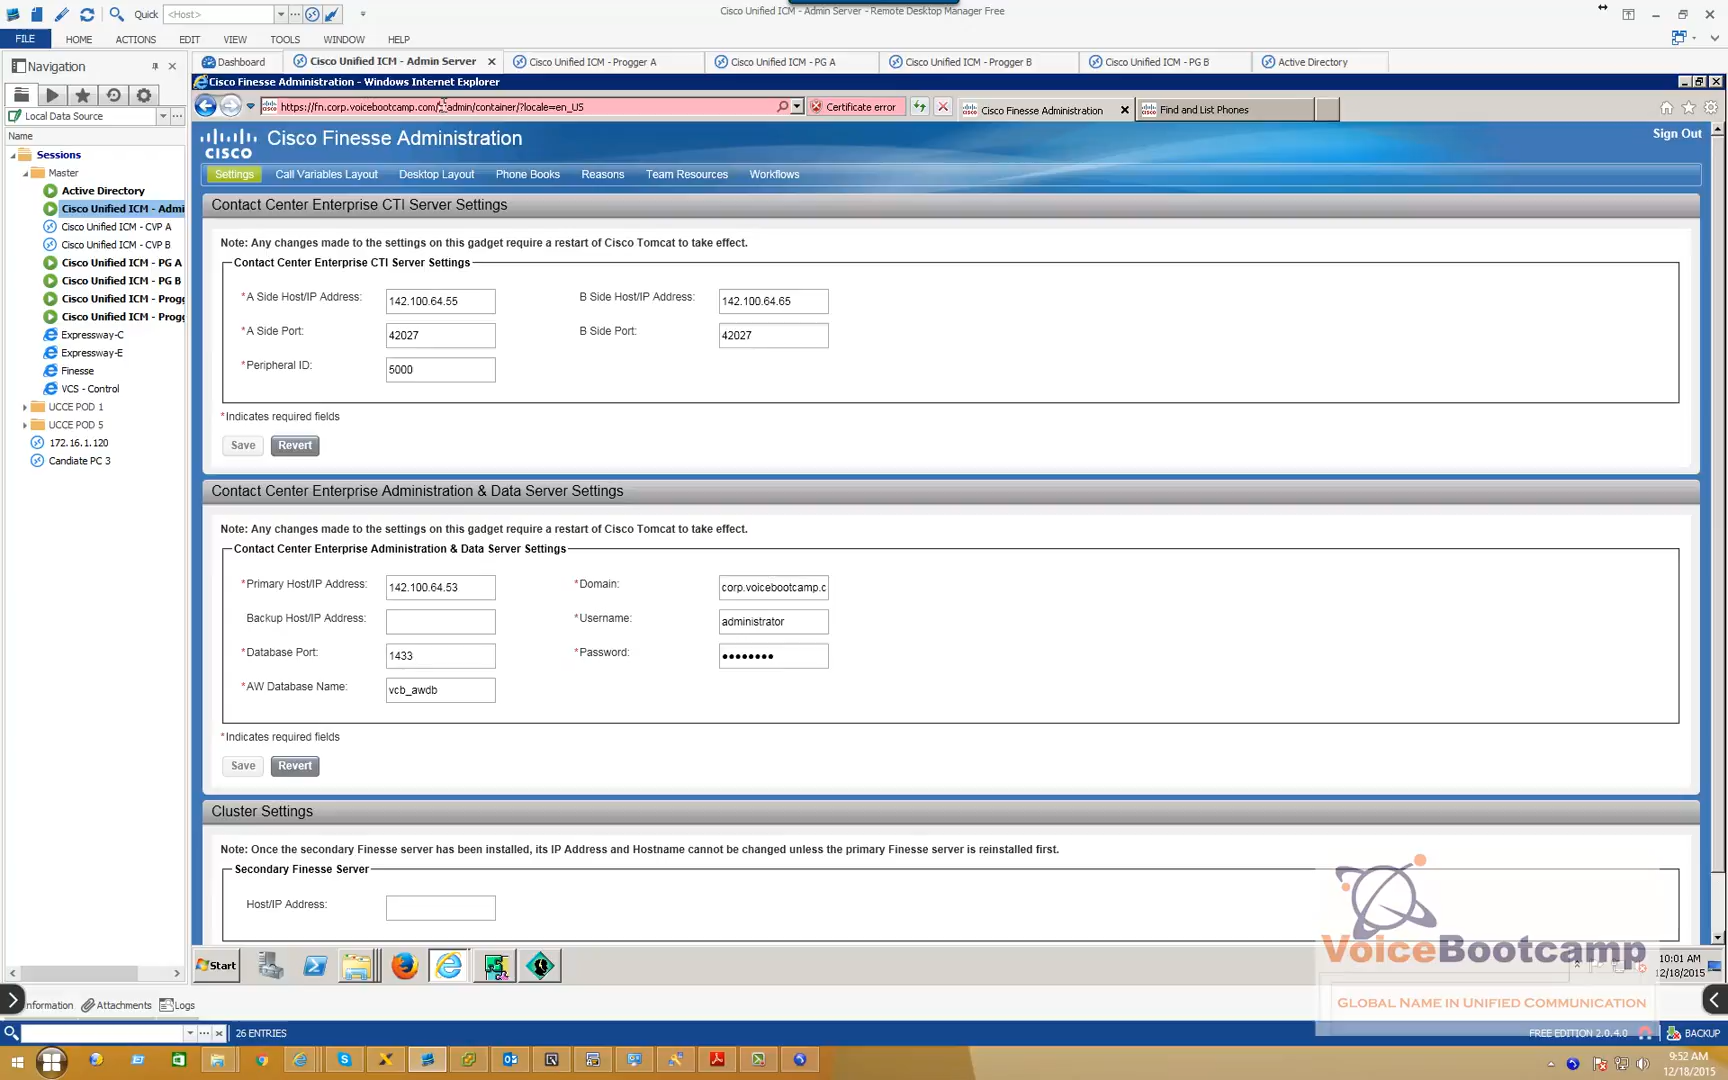 Quick <Host>
Cisco Unified ICM - Admin Server - Remote Desktop Manager Free
FILE HOME ACTIONS EDIT VIEW TOOLS WINDOW HELP
Navigation
Dashboard Cisco Unified ICM - Admin Server Cisco Unified ICM - Progger A Cisco Unified ICM - PG A Cisco Unified ICM - Progger B Cisco Unified ICM - PG B Active Directory
Cisco Finesse Administration - Windows Internet Explorer
Certificate error Cisco Finesse Administration Find and List Phones
Local Data Source
Name
Sessions
Master
Active Directory
Cisco Unified ICM - Admi
Cisco Unified ICM - CVP A
Cisco Unified ICM - CVP B
Cisco Unified ICM - PG A
Cisco Unified ICM - PG B
Cisco Unified ICM - Progg
Cisco Unified ICM - Progg
Expressway-C
Expressway-E
Finesse
VCS - Control
UCCE POD 1
UCCE POD 5
172.16.1.120
Candiate PC 3
CISCO
Cisco Finesse Administration
Sign Out
Settings Call Variables Layout Desktop Layout Phone Books Reasons Team Resources Workflows
Contact Center Enterprise CTI Server Settings
Note: Any changes made to the settings on this gadget require a restart of Cisco Tomcat to take effect.
Contact Center Enterprise CTI Server Settings
*A Side Host/IP Address: 142.100.64.55 B Side Host/IP Address: 142.100.64.65
*A Side Port: 42027 B Side Port: 42027
*Peripheral ID: 5000
*Indicates required fields
Save Revert
Contact Center Enterprise Administration & Data Server Settings
Note: Any changes made to the settings on this gadget require a restart of Cisco Tomcat to take effect.
Contact Center Enterprise Administration & Data Server Settings
*Primary Host/IP Address: 142.100.64.53 *Domain: corp.voicebootcamp.c
Backup Host/IP Address: *Username: administrator
*Database Port: 1433 *Password: ••••••••
*AW Database Name: vcb_awdb
*Indicates required fields
Save Revert
Cluster Settings
Note: Once the secondary Finesse server has been installed, its IP Address and Hostname cannot be changed unless the primary Finesse server is reinstalled first.
Secondary Finesse Server
Host/IP Address:
VoiceBootcamp
GLOBAL NAME IN UNIFIED COMMUNICATION
Start
10:01 AM
12/18/2015
nformation Attachments Logs
26 ENTRIES
FREE EDITION 2.0.4.0 BACKUP
9:52 AM
12/18/2015